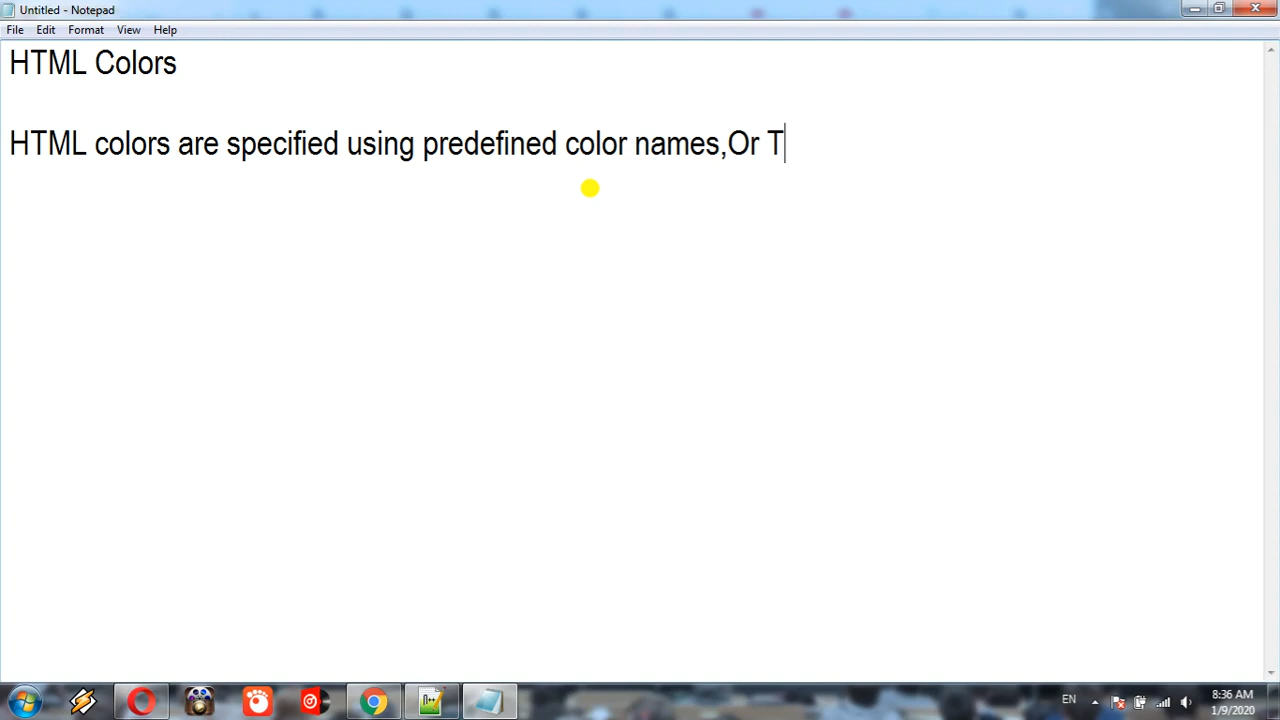 Untitled - Notepad
File Edit Format View Help
HTML Colors
HTML colors are specified using predefined color names,Or T
EN
8:36 AM
1/9/2020